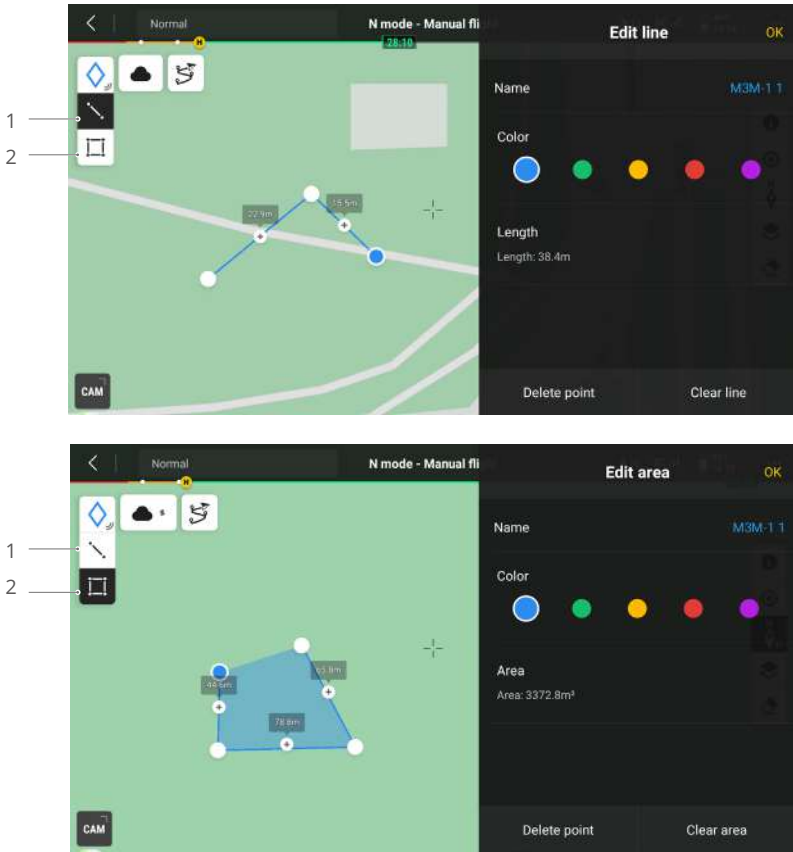 Normal
N mode - Manual fli
Edit line
OK
H
28:10
Name
M3M-1 1
1
Color
2
22.9m
15.5m
Length
Length: 38.4m
CAM
Delete point
Clear line
Normal
N mode - Manual fli
Edit area
OK
H
Name
M3M-1 1
1
Color
2
65.8m
44.6m
Area
Area: 3372.8m²
78.8m
CAM
Delete point
Clear area